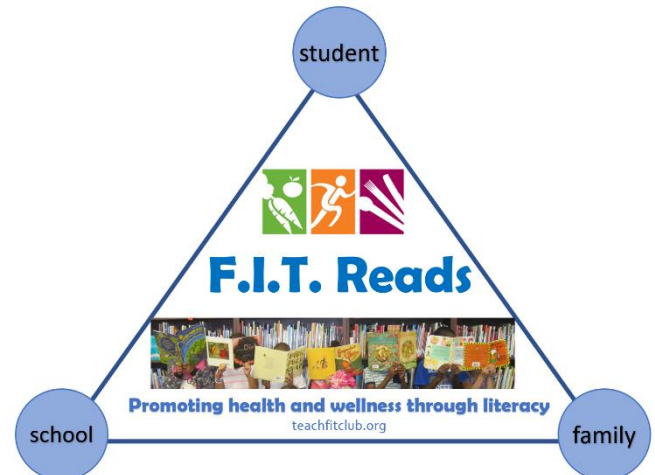 student
F.I.T. Reads
Promoting health and wellness through literacy
teachfitclub.org
school
family